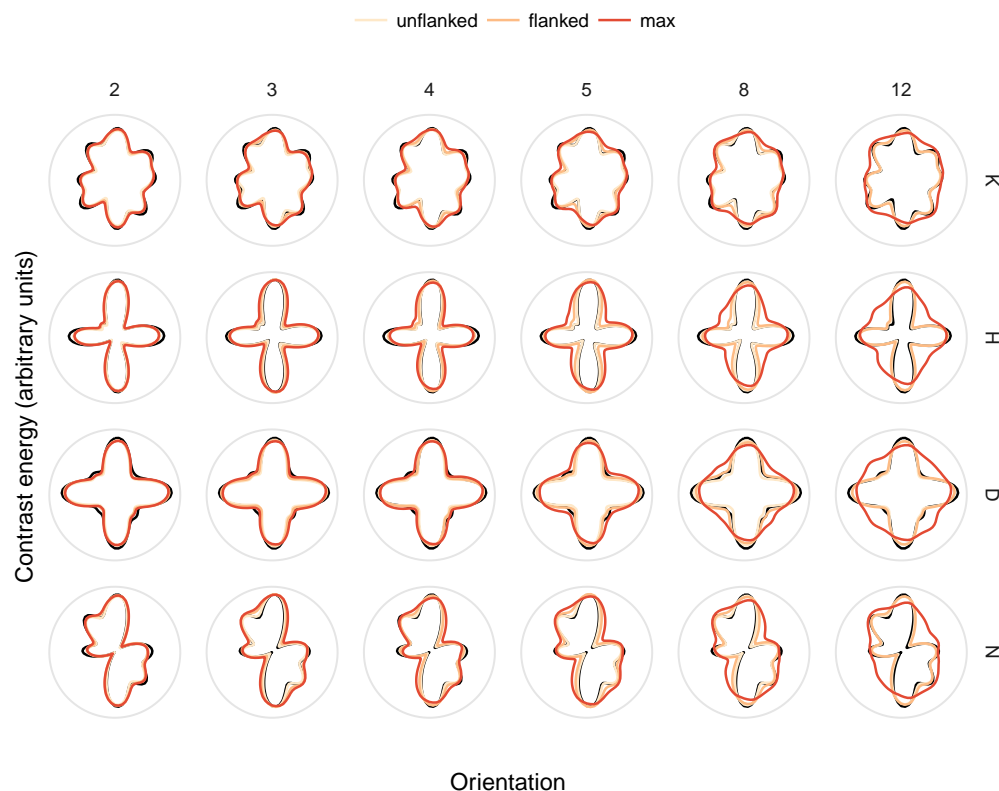 unflanked flanked max
2 3 4 5 8 12
K
H
D
N
Contrast energy (arbitrary units)
Orientation